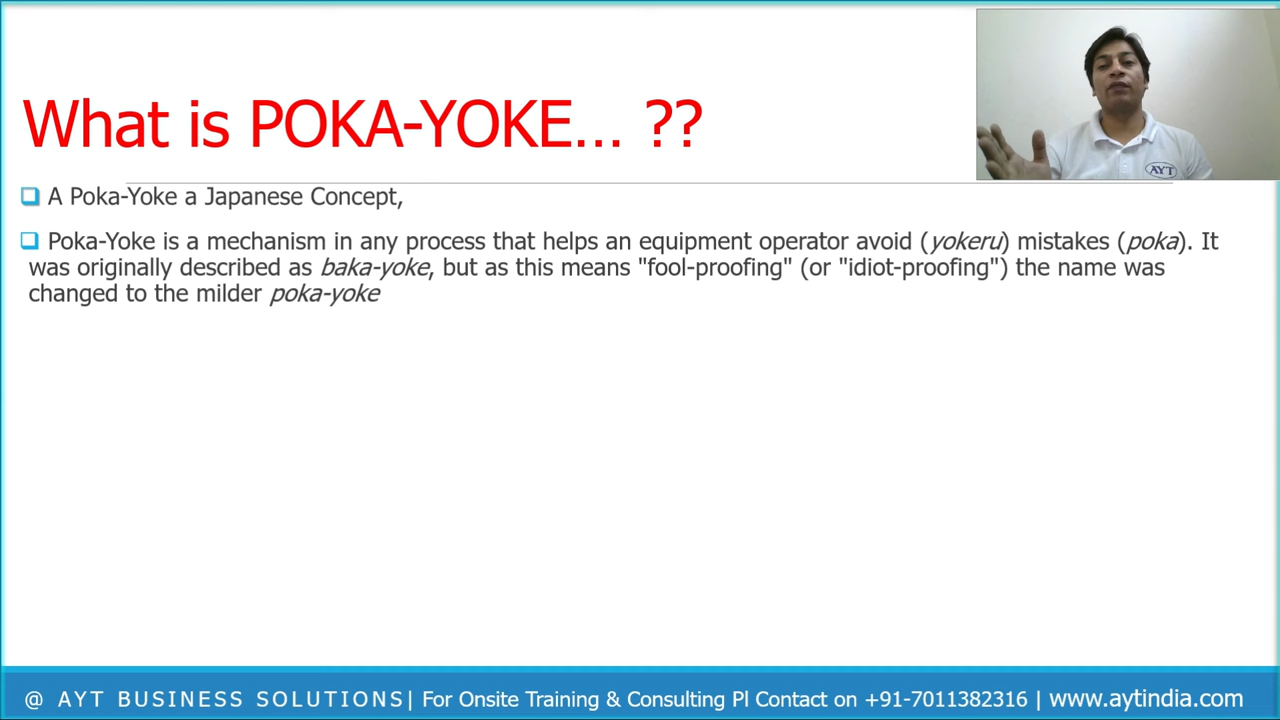 What is POKA-YOKE... ??
AYT
A Poka-Yoke a Japanese Concept,
Poka-Yoke is a mechanism in any process that helps an equipment operator avoid (yokeru) mistakes (poka). It
was originally described as baka-yoke, but as this means "fool-proofing" (or "idiot-proofing") the name was
changed to the milder poka-yoke
@ AYT BUSINESS SOLUTIONS| For Onsite Training & Consulting Pl Contact on +91-7011382316 | www.aytindia.com